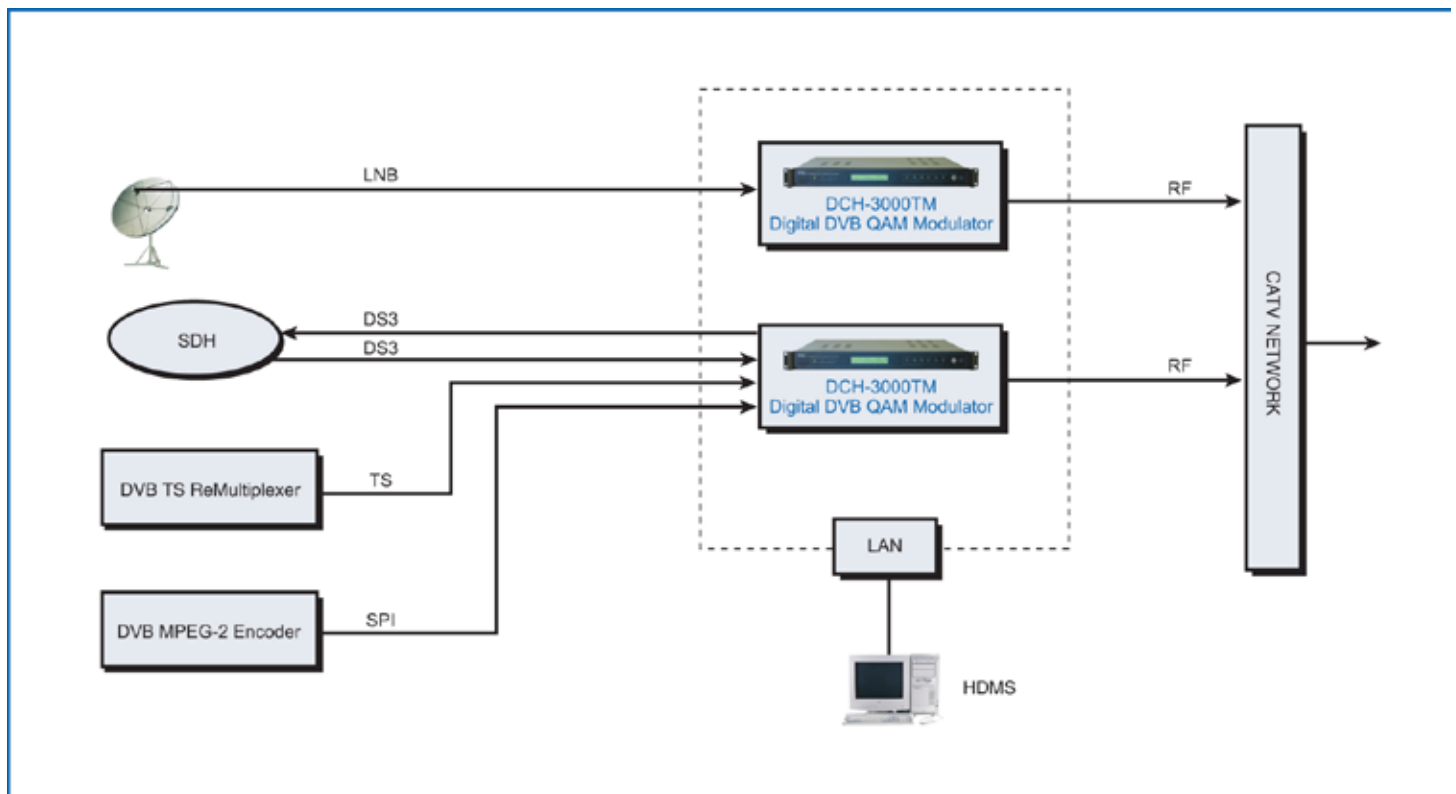 LNB
DCH-3000TM
Digital DVB QAM Modulator
RF
SDH
DS3
DS3
DCH-3000TM
Digital DVB QAM Modulator
RF
CATV NETWORK
DVB TS ReMultiplexer
TS
LAN
DVB MPEG-2 Encoder
SPI
HDMS